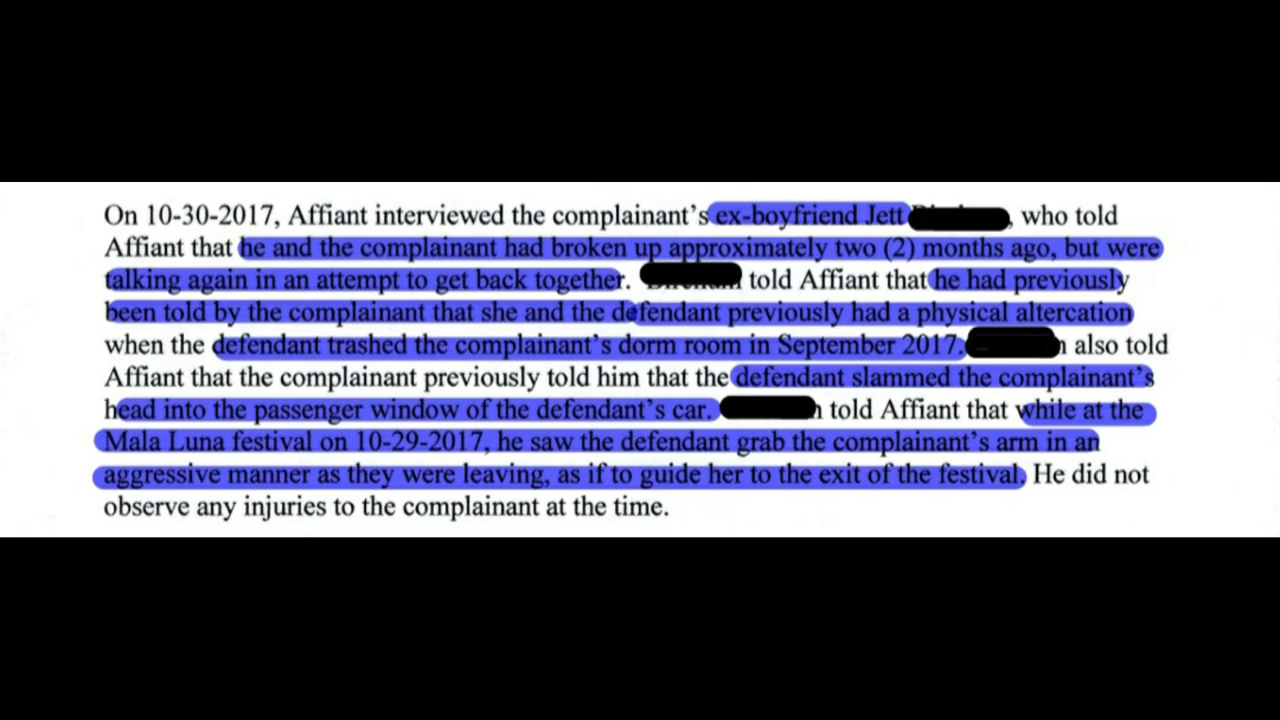 On 10-30-2017, Affiant interviewed the complainant's ex-boyfriend Jett , who told
Affiant that he and the complainant had broken up approximately two (2) months ago, but were
talking again in an attempt to get back together. told Affiant that he had previously
been told by the complainant that she and the defendant previously had a physical altercation
when the defendant trashed the complainant's dorm room in September 2017. also told
Affiant that the complainant previously told him that the defendant slammed the complainant's
head into the passenger window of the defendant's car. told Affiant that while at the
Mala Luna festival on 10-29-2017, he saw the defendant grab the complainant's arm in an
aggressive manner as they were leaving, as if to guide her to the exit of the festival. He did not
observe any injuries to the complainant at the time.